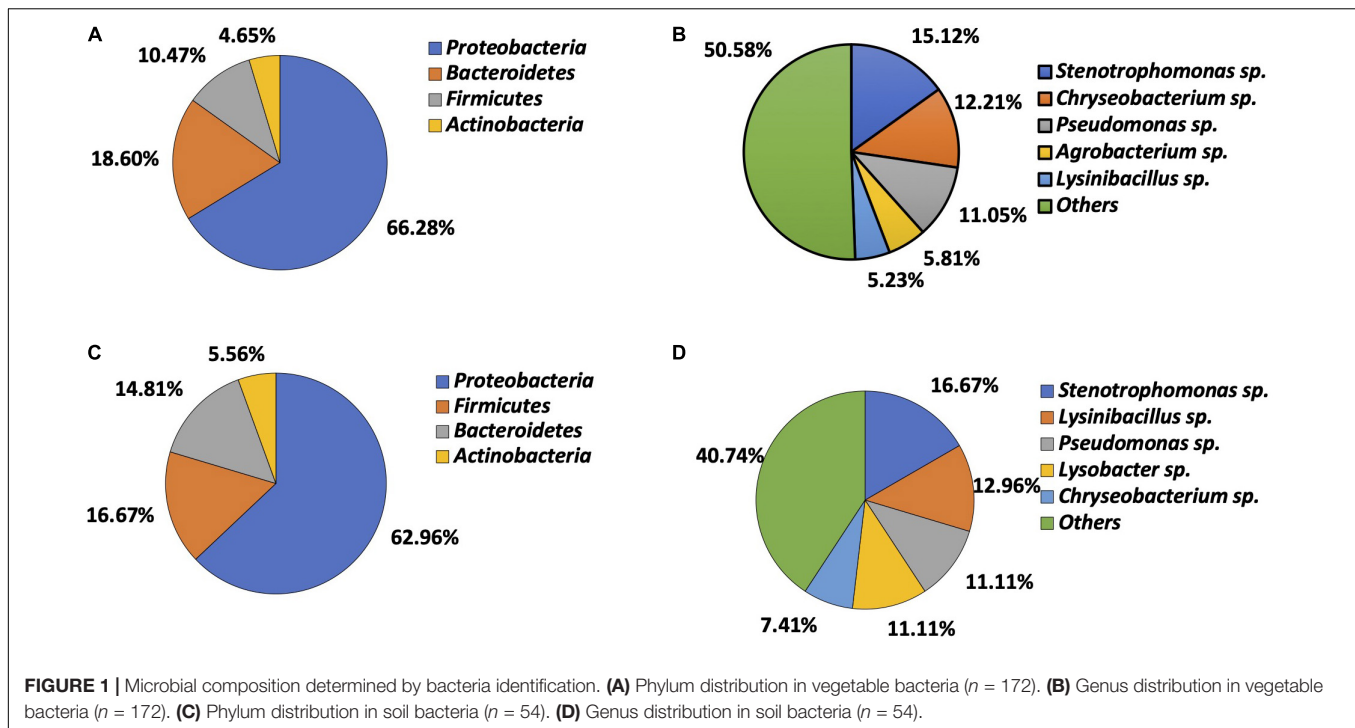 A
4.65%
10.47%
18.60%
66.28%
Proteobacteria
Bacteroidetes
Firmicutes
Actinobacteria
B
50.58%
15.12%
12.21%
11.05%
5.81%
5.23%
Stenotrophomonas sp.
Chryseobacterium sp.
Pseudomonas sp.
Agrobacterium sp.
Lysinibacillus sp.
Others
C
5.56%
14.81%
16.67%
62.96%
Proteobacteria
Firmicutes
Bacteroidetes
Actinobacteria
D
16.67%
40.74%
12.96%
11.11%
11.11%
7.41%
Stenotrophomonas sp.
Lysinibacillus sp.
Pseudomonas sp.
Lysobacter sp.
Chryseobacterium sp.
Others
FIGURE 1 | Microbial composition determined by bacteria identification. (A) Phylum distribution in vegetable bacteria (n = 172). (B) Genus distribution in vegetable
bacteria (n = 172). (C) Phylum distribution in soil bacteria (n = 54). (D) Genus distribution in soil bacteria (n = 54).